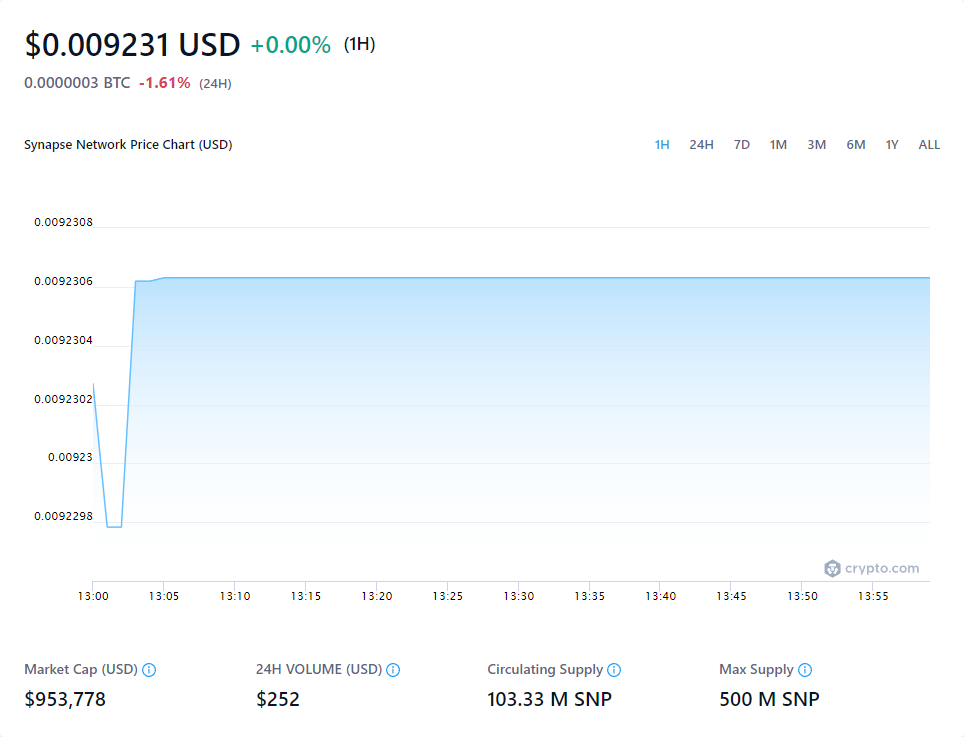 $0.009231 USD +0.00% (1H)
0.0000003 BTC -1.61% (24H)
Synapse Network Price Chart (USD)
1H 24H 7D 1M 3M 6M 1Y ALL
0.0092308
0.0092306
0.0092304
0.0092302
0.00923
0.0092298
crypto.com
13:00 13:05 13:10 13:15 13:20 13:25 13:30 13:35 13:40 13:45 13:50 13:55
Market Cap (USD) 24H VOLUME (USD) Circulating Supply Max Supply
$953,778 $252 103.33 M SNP 500 M SNP